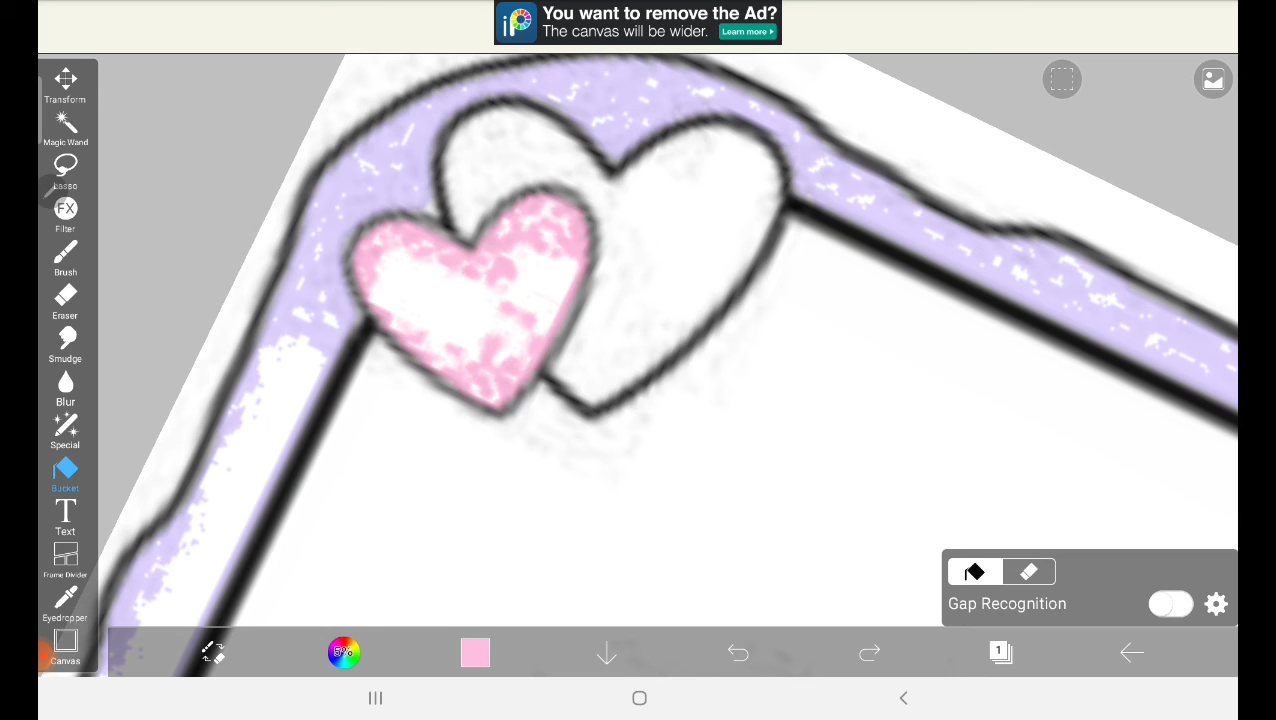 iP
You want to remove the Ad?
The canvas will be wider.
Learn more
Transform
Magic Wand
Lasso
FX
Filter
Brush
Eraser
Smudge
Blur
Special
Bucket
T
Text
Frame Divider
Eyedropper
Canvas
Gap Recognition
5%
1